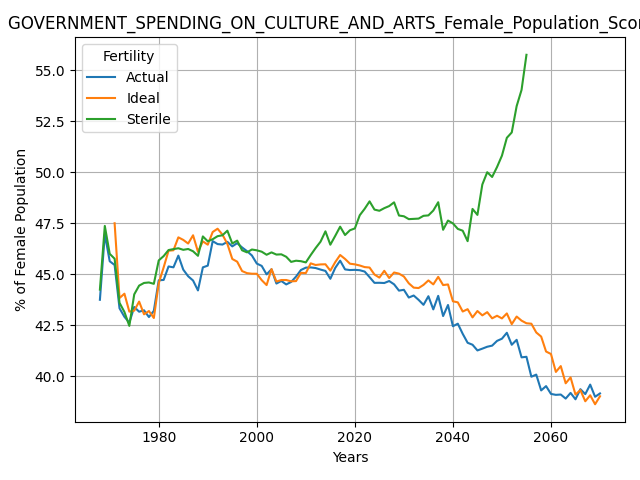 GOVERNMENT_SPENDING_ON_CULTURE_AND_ARTS_Female_Population_Scor
Fertility
Actual
Ideal
Sterile
% of Female Population
55.0
52.5
50.0
47.5
45.0
42.5
40.0
1980
2000
2020
2040
2060
Years